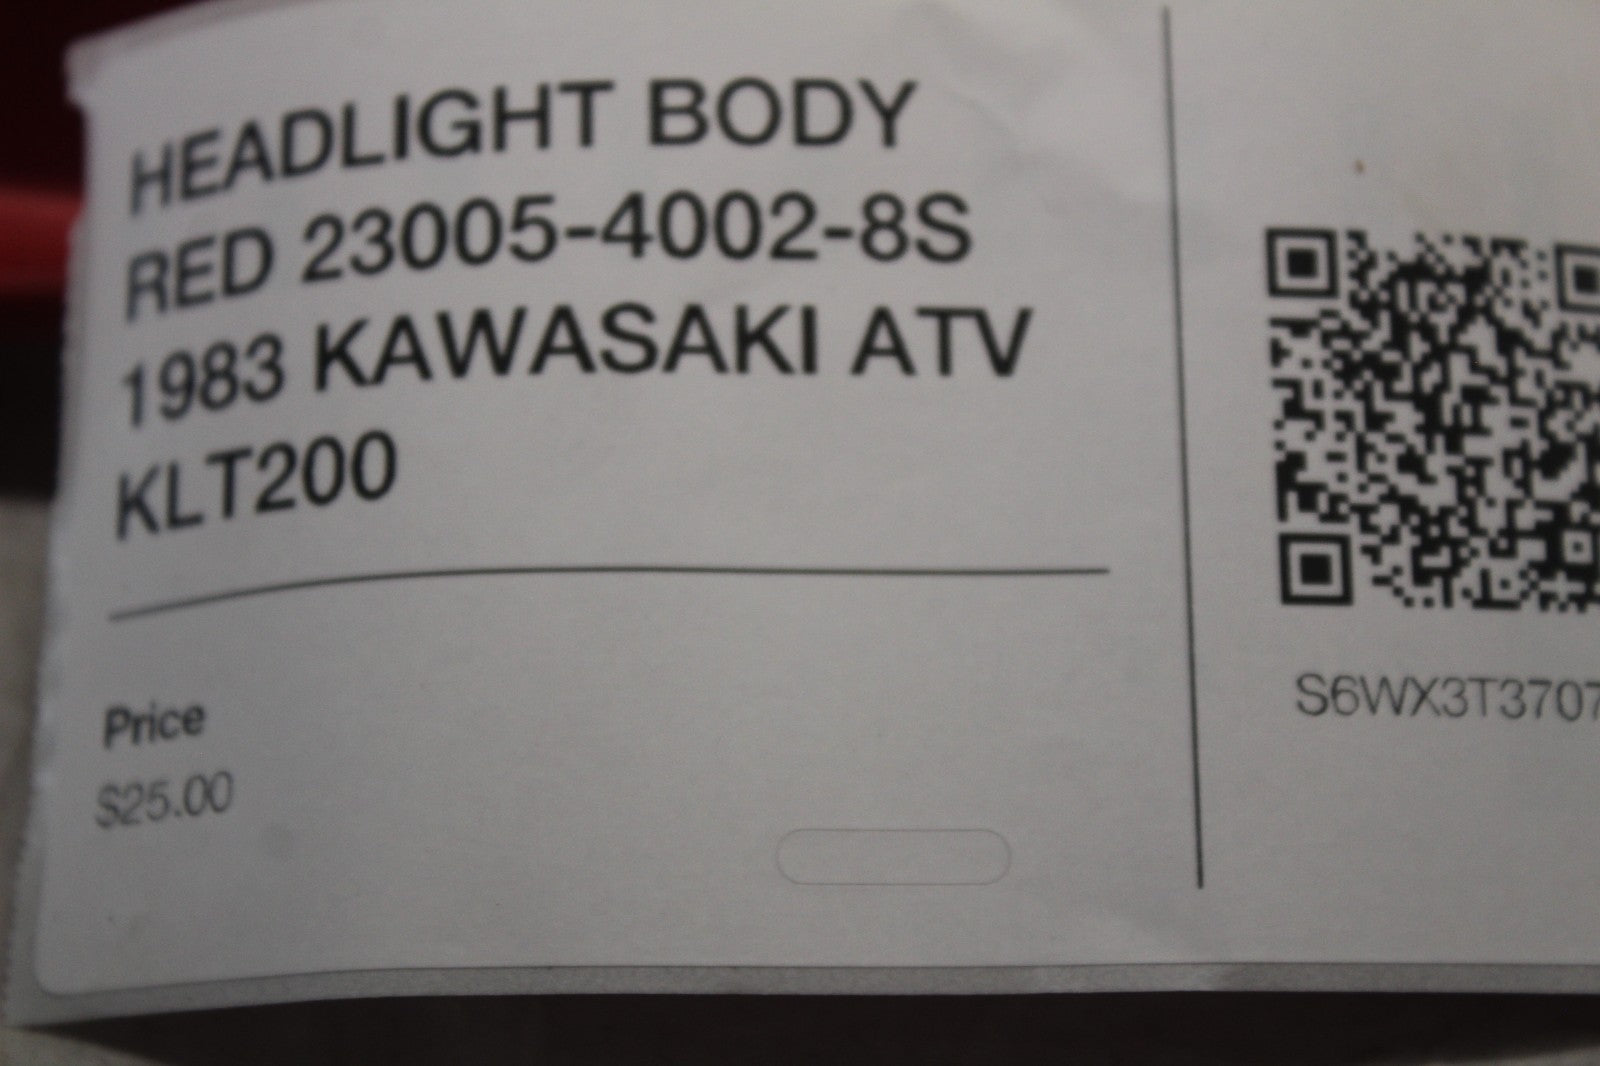 HEADLIGHT BODY
RED 23005-4002-8S
1983 KAWASAKI ATV
KLT200
Price
$25.00
S6WX3T3707